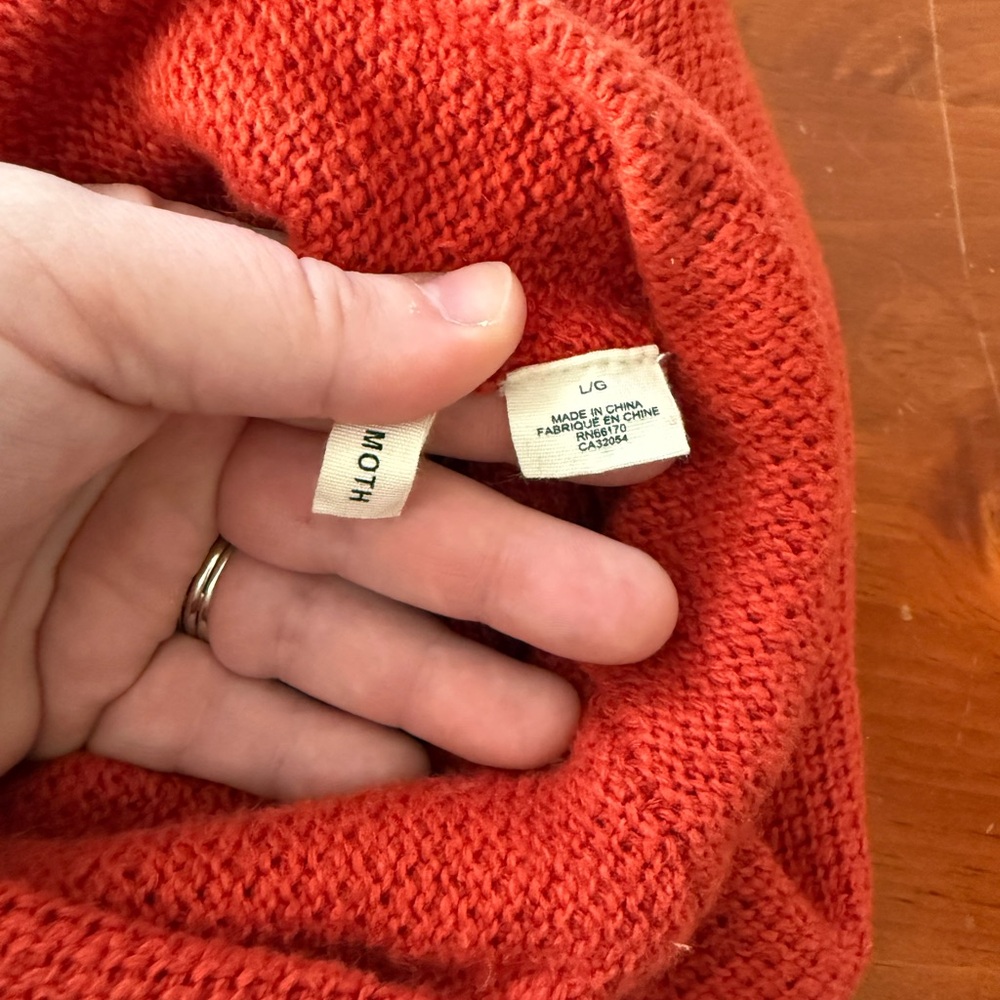 MOTH
L/G
MADE IN CHINA
FABRIQUÉ EN CHINE
RN66170
CA32054